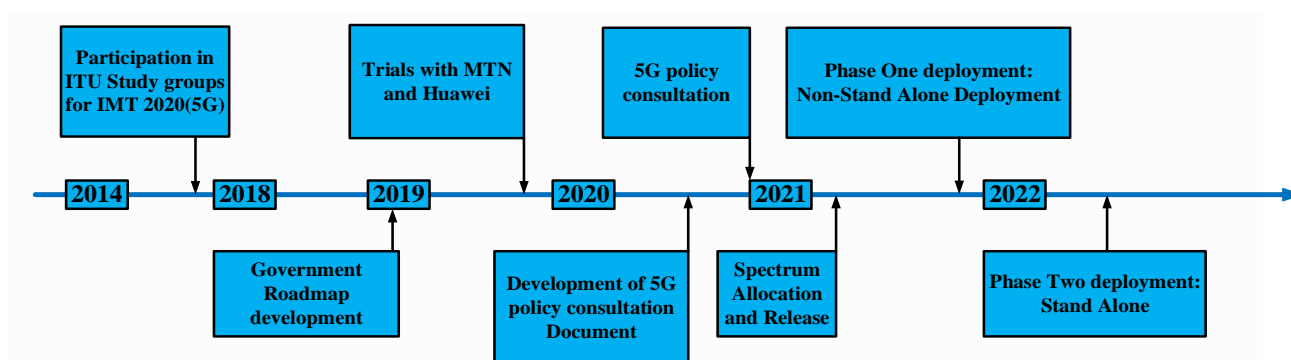 Participation in
ITU Study groups
for IMT 2020(5G)
Trials with MTN
and Huawei
5G policy
consultation
Phase One deployment:
Non-Stand Alone Deployment
2014
2018
2019
2020
2021
2022
Government
Roadmap
development
Development of 5G
policy consultation
Document
Spectrum
Allocation
and Release
Phase Two deployment:
Stand Alone